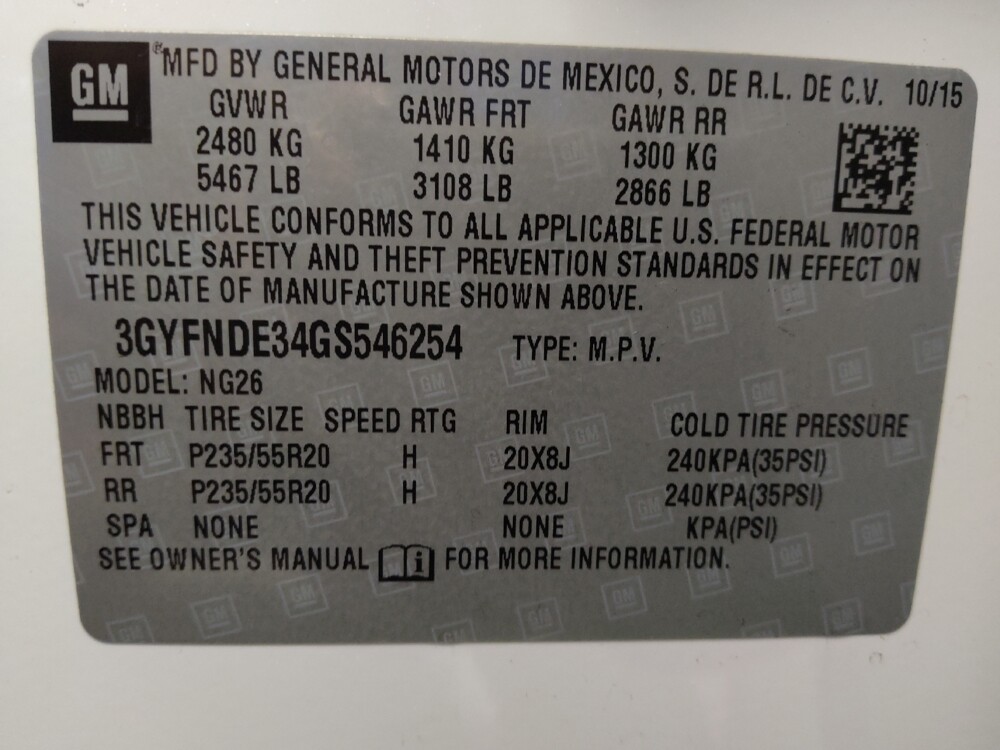 GM ® MFD BY GENERAL MOTORS DE MEXICO, S. DE R.L. DE C.V. 10/15
GVWR GAWR FRT GAWR RR
2480 KG 1410 KG 1300 KG
5467 LB 3108 LB 2866 LB
THIS VEHICLE CONFORMS TO ALL APPLICABLE U.S. FEDERAL MOTOR
VEHICLE SAFETY AND THEFT PREVENTION STANDARDS IN EFFECT ON
THE DATE OF MANUFACTURE SHOWN ABOVE.
3GYFNDE34GS546254 TYPE: M.P.V.
MODEL: NG26
NBBH TIRE SIZE SPEED RTG RIM COLD TIRE PRESSURE
FRT P235/55R20 H 20X8J 240KPA(35PSI)
RR P235/55R20 H 20X8J 240KPA(35PSI)
SPA NONE NONE KPA(PSI)
SEE OWNER'S MANUAL i FOR MORE INFORMATION.